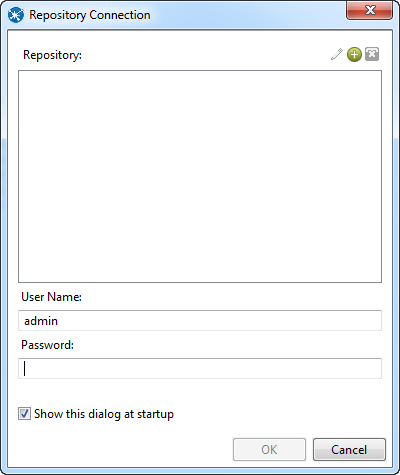 Repository Connection
Repository:
User Name:
admin
Password:
Show this dialog at startup
OK
Cancel